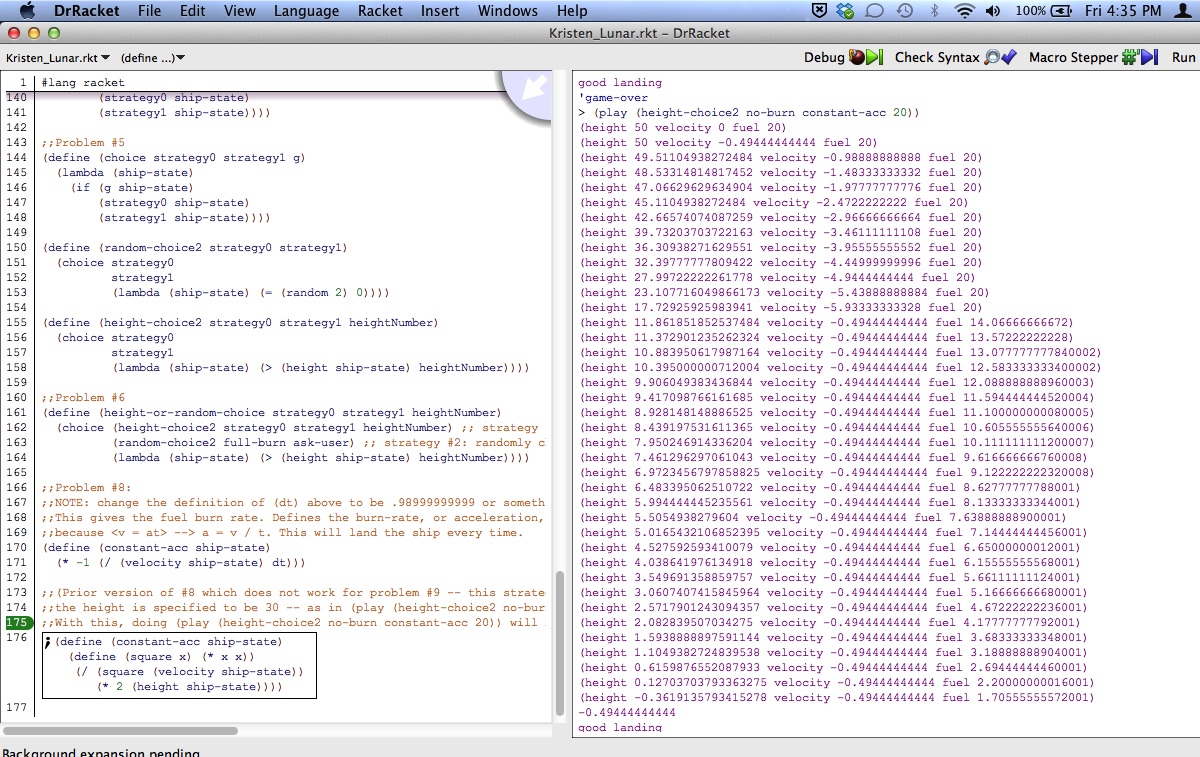 DrRacket File Edit View Language Racket Insert Windows Help 100% Fri 4:35 PM
Kristen_Lunar.rkt - DrRacket
Kristen_Lunar.rkt (define ...) Debug Check Syntax Macro Stepper Run
1 #lang racket
140 (strategy0 ship-state)
141 (strategy1 ship-state))))
142
143 ;;Problem #5
144 (define (choice strategy0 strategy1 g)
145 (lambda (ship-state)
146 (if (g ship-state)
147 (strategy0 ship-state)
148 (strategy1 ship-state))))
149
150 (define (random-choice2 strategy0 strategy1)
151 (choice strategy0
152 strategy1
153 (lambda (ship-state) (= (random 2) 0))))
154
155 (define (height-choice2 strategy0 strategy1 heightNumber)
156 (choice strategy0
157 strategy1
158 (lambda (ship-state) (> (height ship-state) heightNumber))))
159
160 ;;Problem #6
161 (define (height-or-random-choice strategy0 strategy1 heightNumber)
162 (choice (height-choice2 strategy0 strategy1 heightNumber) ;; strategy
163 (random-choice2 full-burn ask-user) ;; strategy #2: randomly c
164 (lambda (ship-state) (> (height ship-state) heightNumber))))
165
166 ;;Problem #8:
167 ;;NOTE: change the definition of (dt) above to be .98999999999 or someth
168 ;;This gives the fuel burn rate. Defines the burn-rate, or acceleration,
169 ;;because <v = at> --> a = v / t. This will land the ship every time.
170 (define (constant-acc ship-state)
171 (* -1 (/ (velocity ship-state) dt)))
172
173 ;;(Prior version of #8 which does not work for problem #9 -- this strate
174 ;;the height is specified to be 30 -- as in (play (height-choice2 no-bur
175 ;;With this, doing (play (height-choice2 no-burn constant-acc 20)) will
176 ;(define (constant-acc ship-state)
(define (square x) (* x x))
(/ (square (velocity ship-state))
(* 2 (height ship-state))))
177
good landing
'game-over
> (play (height-choice2 no-burn constant-acc 20))
(height 50 velocity 0 fuel 20)
(height 50 velocity -0.49444444444 fuel 20)
(height 49.51104938272484 velocity -0.98888888888 fuel 20)
(height 48.53314814817452 velocity -1.48333333332 fuel 20)
(height 47.06629629634904 velocity -1.97777777776 fuel 20)
(height 45.1104938272484 velocity -2.4722222222 fuel 20)
(height 42.66574074087259 velocity -2.96666666664 fuel 20)
(height 39.73203703722163 velocity -3.46111111108 fuel 20)
(height 36.30938271629551 velocity -3.95555555552 fuel 20)
(height 32.39777777809422 velocity -4.44999999996 fuel 20)
(height 27.99722222261778 velocity -4.9444444444 fuel 20)
(height 23.107716049866173 velocity -5.43888888884 fuel 20)
(height 17.72925925983941 velocity -5.93333333328 fuel 20)
(height 11.861851852537484 velocity -0.49444444444 fuel 14.06666666672)
(height 11.372901235262324 velocity -0.49444444444 fuel 13.57222222228)
(height 10.883950617987164 velocity -0.49444444444 fuel 13.077777777840002)
(height 10.395000000712004 velocity -0.49444444444 fuel 12.583333333400002)
(height 9.906049383436844 velocity -0.49444444444 fuel 12.088888888960003)
(height 9.417098766161685 velocity -0.49444444444 fuel 11.594444444520004)
(height 8.928148148886525 velocity -0.49444444444 fuel 11.100000000080005)
(height 8.439197531611365 velocity -0.49444444444 fuel 10.605555555640006)
(height 7.950246914336204 velocity -0.49444444444 fuel 10.111111111200007)
(height 7.461296297061043 velocity -0.49444444444 fuel 9.616666666760008)
(height 6.9723456797858825 velocity -0.49444444444 fuel 9.122222222320008)
(height 6.483395062510722 velocity -0.49444444444 fuel 8.62777777788001)
(height 5.994444445235561 velocity -0.49444444444 fuel 8.13333333344001)
(height 5.5054938279604 velocity -0.49444444444 fuel 7.63888888900001)
(height 5.0165432106852395 velocity -0.49444444444 fuel 7.14444444456001)
(height 4.527592593410079 velocity -0.49444444444 fuel 6.65000000012001)
(height 4.038641976134918 velocity -0.49444444444 fuel 6.15555555568001)
(height 3.549691358859757 velocity -0.49444444444 fuel 5.66111111124001)
(height 3.0607407415845964 velocity -0.49444444444 fuel 5.16666666680001)
(height 2.5717901243094357 velocity -0.49444444444 fuel 4.67222222236001)
(height 2.082839507034275 velocity -0.49444444444 fuel 4.17777777792001)
(height 1.5938888897591144 velocity -0.49444444444 fuel 3.68333333348001)
(height 1.1049382724839538 velocity -0.49444444444 fuel 3.18888888904001)
(height 0.6159876552087933 velocity -0.49444444444 fuel 2.69444444460001)
(height 0.12703703793363275 velocity -0.49444444444 fuel 2.20000000016001)
(height -0.3619135793415278 velocity -0.49444444444 fuel 1.70555555572001)
-0.49444444444
good landing
Background expansion pending